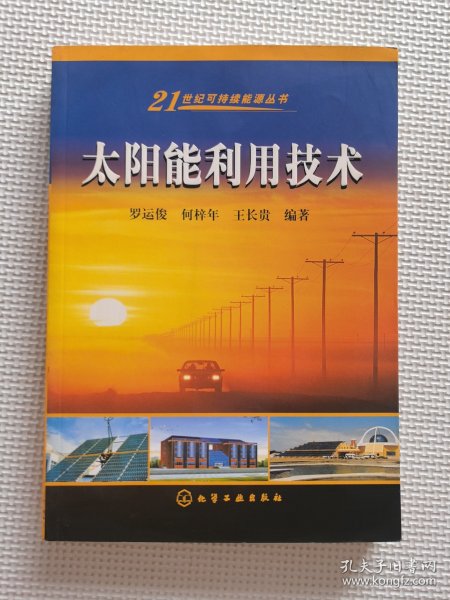 21世纪可持续能源丛书
太阳能利用技术
罗运俊 何梓年 王长贵 编著
化学工业出版社
孔夫子旧书网
www.kongfz.com